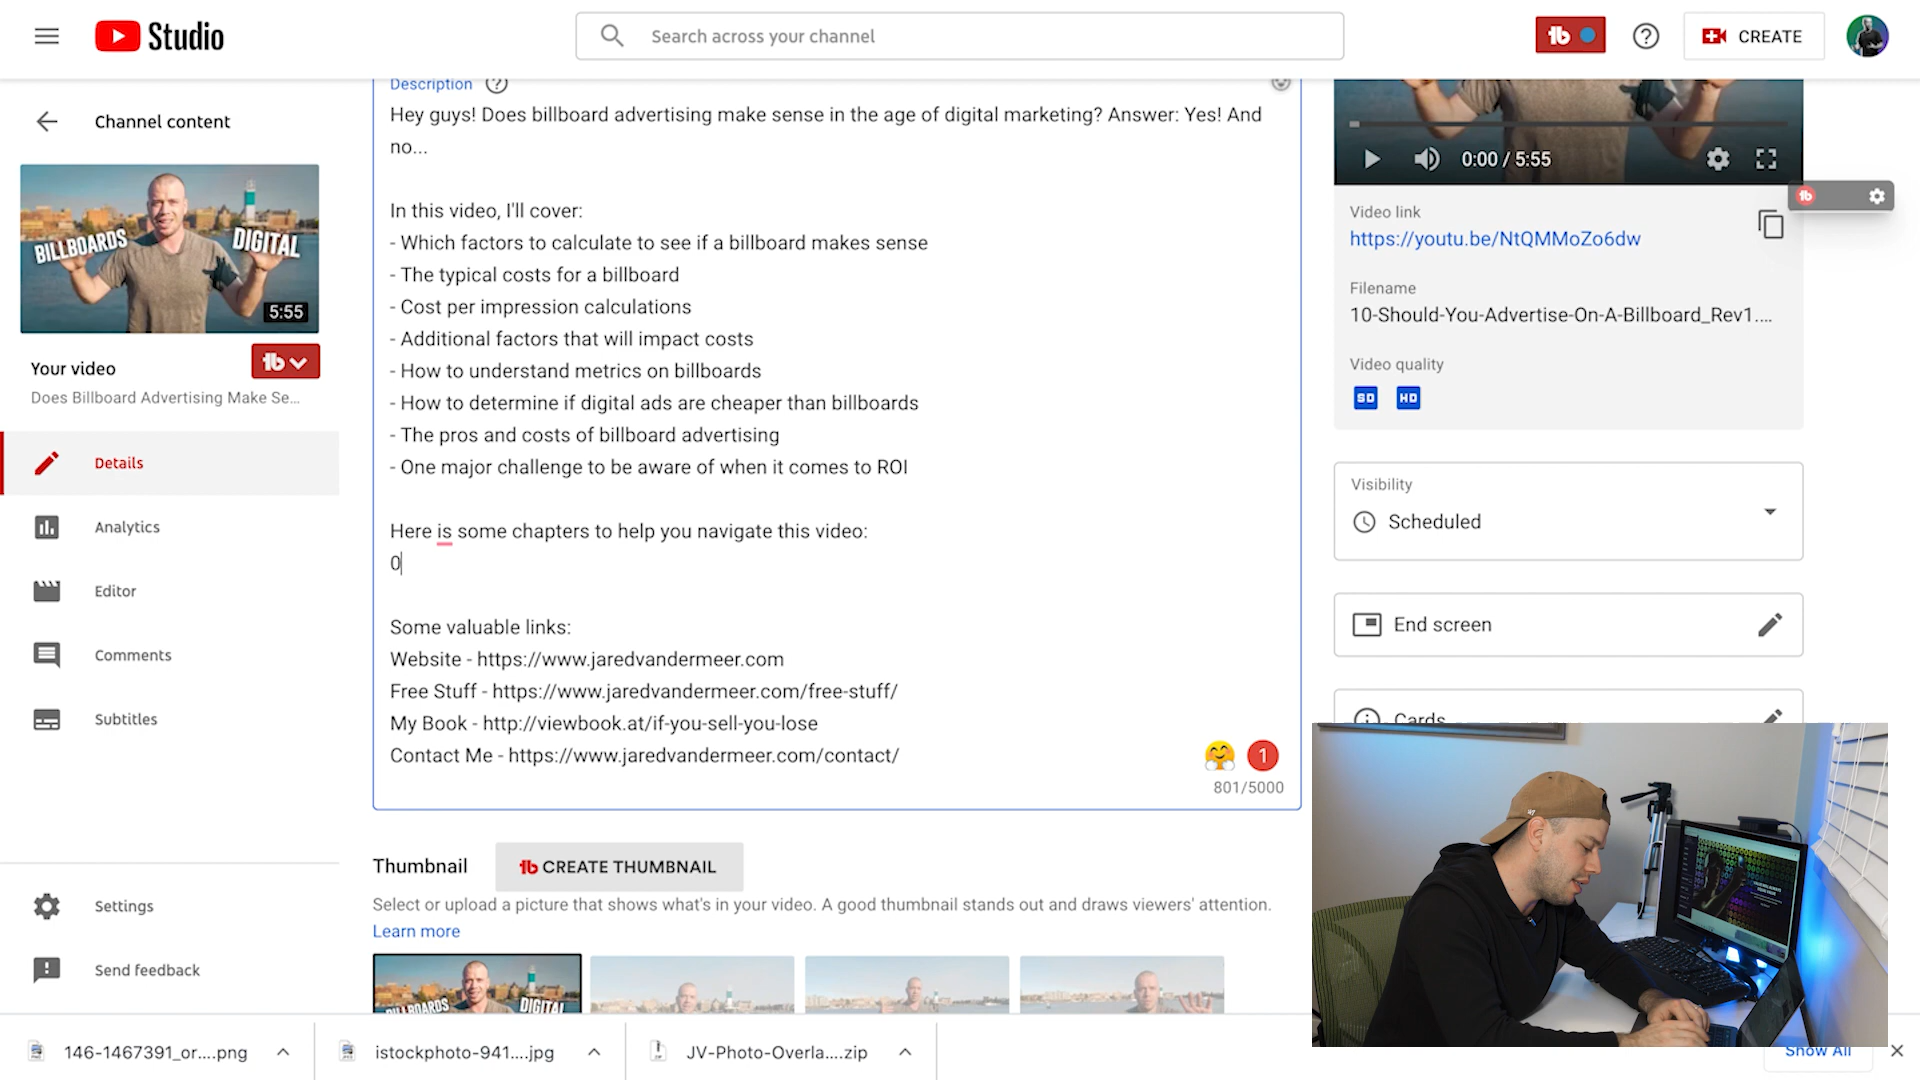 Studio
Search across your channel
CREATE
Channel content
BILLBOARDS
DIGITAL
5:55
Your video
Does Billboard Advertising Make Se...
Details
Analytics
Editor
Comments
Subtitles
Settings
Send feedback
Description
Hey guys! Does billboard advertising make sense in the age of digital marketing? Answer: Yes! And
no...
In this video, I'll cover:
- Which factors to calculate to see if a billboard makes sense
- The typical costs for a billboard
- Cost per impression calculations
- Additional factors that will impact costs
- How to understand metrics on billboards
- How to determine if digital ads are cheaper than billboards
- The pros and costs of billboard advertising
- One major challenge to be aware of when it comes to ROI
Here is some chapters to help you navigate this video:
0
Some valuable links:
Website - https://www.jaredvandermeer.com
Free Stuff - https://www.jaredvandermeer.com/free-stuff/
My Book - http://viewbook.at/if-you-sell-you-lose
Contact Me - https://www.jaredvandermeer.com/contact/
1
801/5000
Thumbnail
CREATE THUMBNAIL
Select or upload a picture that shows what's in your video. A good thumbnail stands out and draws viewers' attention.
Learn more
BILLBOARDS
DIGITAL
0:00 / 5:55
Video link
https://youtu.be/NtQMMoZo6dw
Filename
10-Should-You-Advertise-On-A-Billboard_Rev1....
Video quality
SD
HD
Visibility
Scheduled
End screen
Cards
146-1467391_or....png
istockphoto-941....jpg
JV-Photo-Overla....zip
Show All